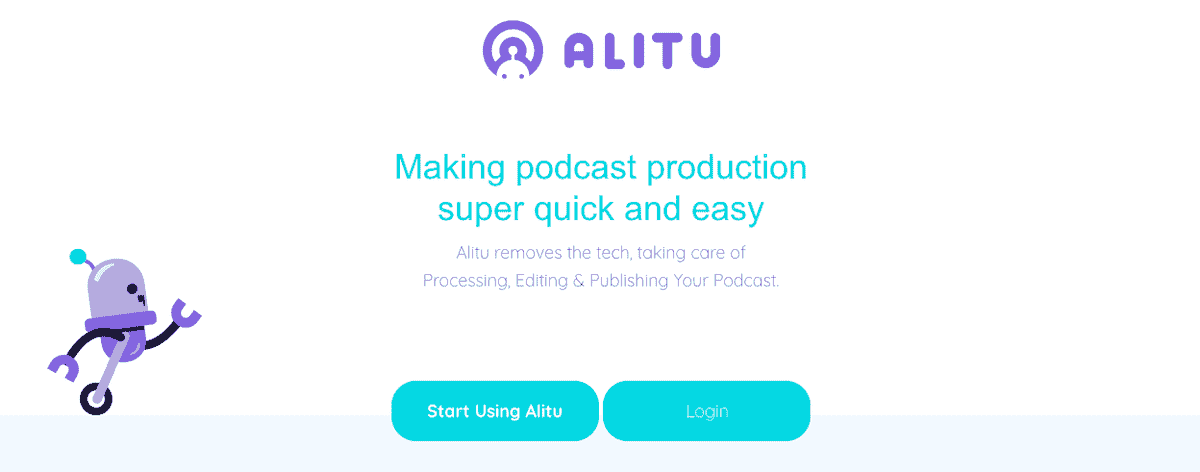 ALITU
Making podcast production
super quick and easy
Alitu removes the tech, taking care of
Processing, Editing & Publishing Your Podcast.
Start Using Alitu
Login